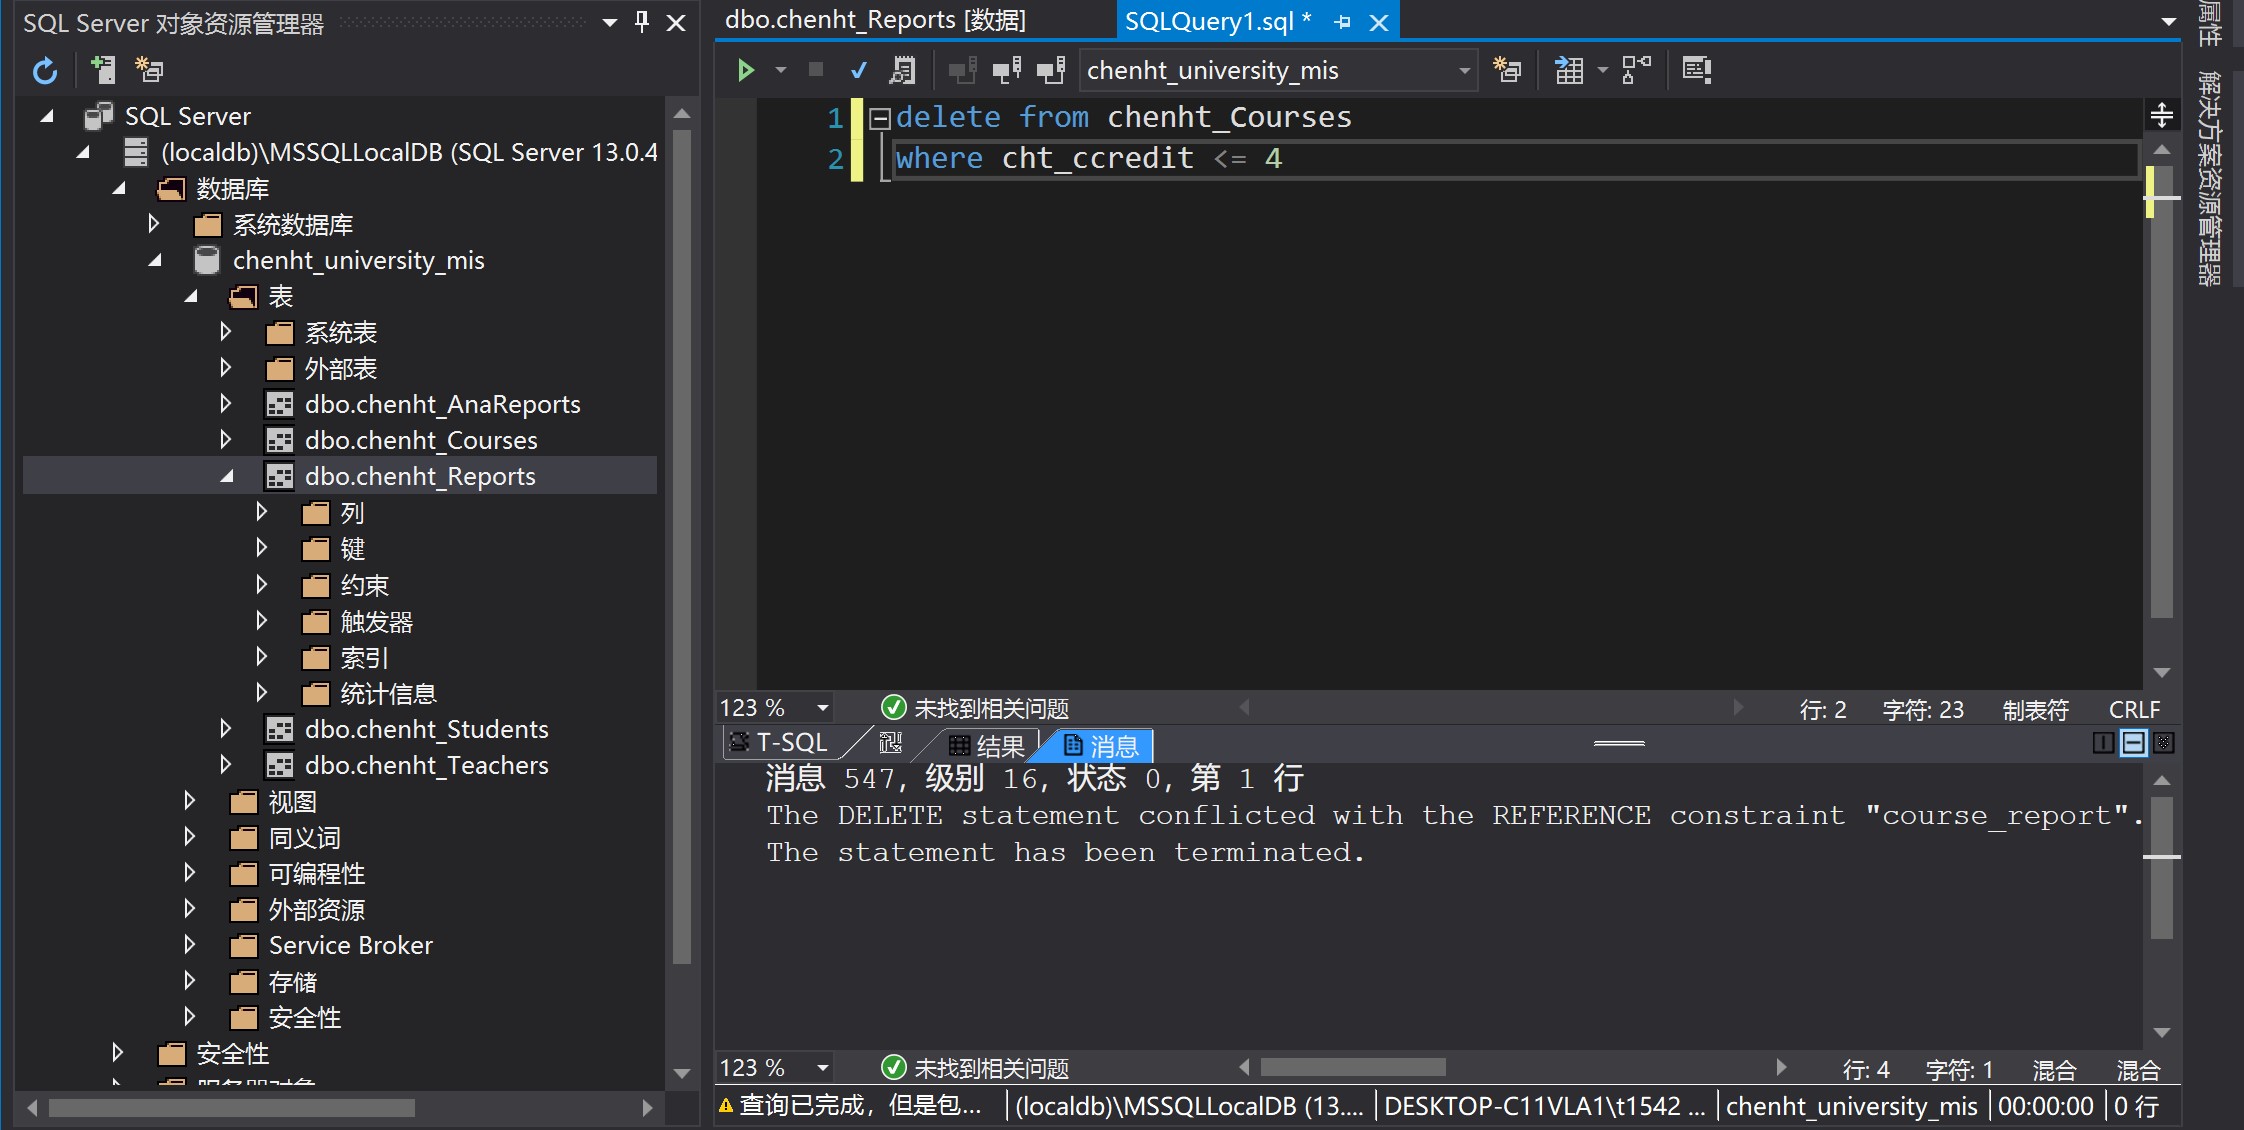 SQL Server 对象资源管理器
SQL Server
(localdb)\MSSQLLocalDB (SQL Server 13.0.4
数据库
系统数据库
chenht_university_mis
表
系统表
外部表
dbo.chenht_AnaReports
dbo.chenht_Courses
dbo.chenht_Reports
列
键
约束
触发器
索引
统计信息
dbo.chenht_Students
dbo.chenht_Teachers
视图
同义词
可编程性
外部资源
Service Broker
存储
安全性
安全性
服务器对象
dbo.chenht_Reports [数据]
SQLQuery1.sql *
chenht_university_mis
1 delete from chenht_Courses
2 where cht_ccredit <= 4
123 %
未找到相关问题
行: 2
字符: 23
制表符
CRLF
T-SQL
结果
消息
消息 547, 级别 16, 状态 0, 第 1 行
The DELETE statement conflicted with the REFERENCE constraint "course_report".
The statement has been terminated.
123 %
未找到相关问题
行: 4
字符: 1
混合
混合
查询已完成，但是包...
(localdb)\MSSQLLocalDB (13....
DESKTOP-C11VLA1\t1542 ...
chenht_university_mis
00:00:00
0 行
属性
解决方案资源管理器